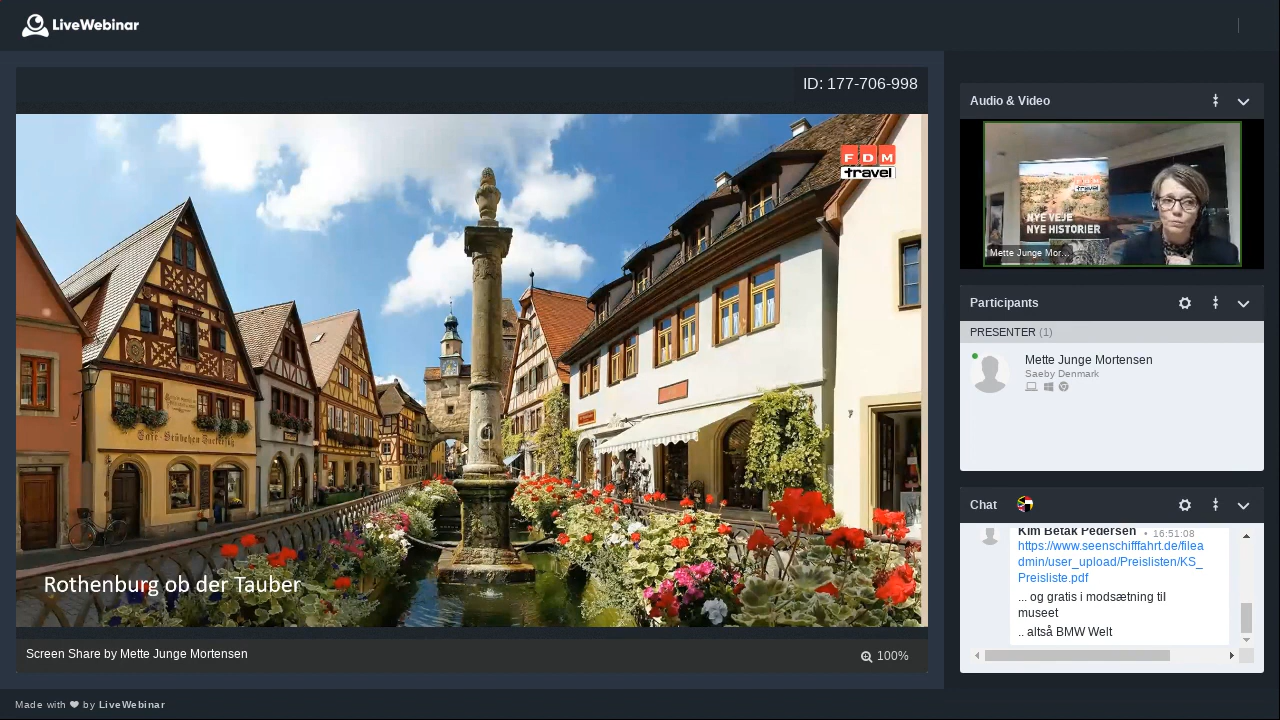 LiveWebinar
ID: 177-706-998
FDM
travel
Rothenburg ob der Tauber
Screen Share by Mette Junge Mortensen
100%
Audio & Video
travel
NYE VEJE
NYE HISTORIER
Mette Junge Mor...
Participants
PRESENTER (1)
Mette Junge Mortensen
Saeby Denmark
Chat
Kim Betak Pedersen • 16:51:08
https://www.seenschifffahrt.de/filea
dmin/user_upload/Preislisten/KS_
Preisliste.pdf
... og gratis i modsætning til
museet
.. altså BMW Welt
Made with by LiveWebinar